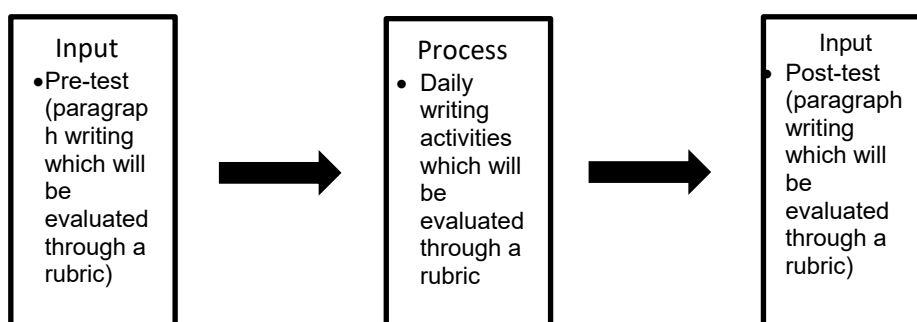 Input
•Pre-test
(paragrap
h writing
which will
be
evaluated
through a
rubric)
Process
• Daily
writing
activities
which will
be
evaluated
through a
rubric
Input
• Post-test
(paragraph
writing
which will
be
evaluated
through a
rubric)